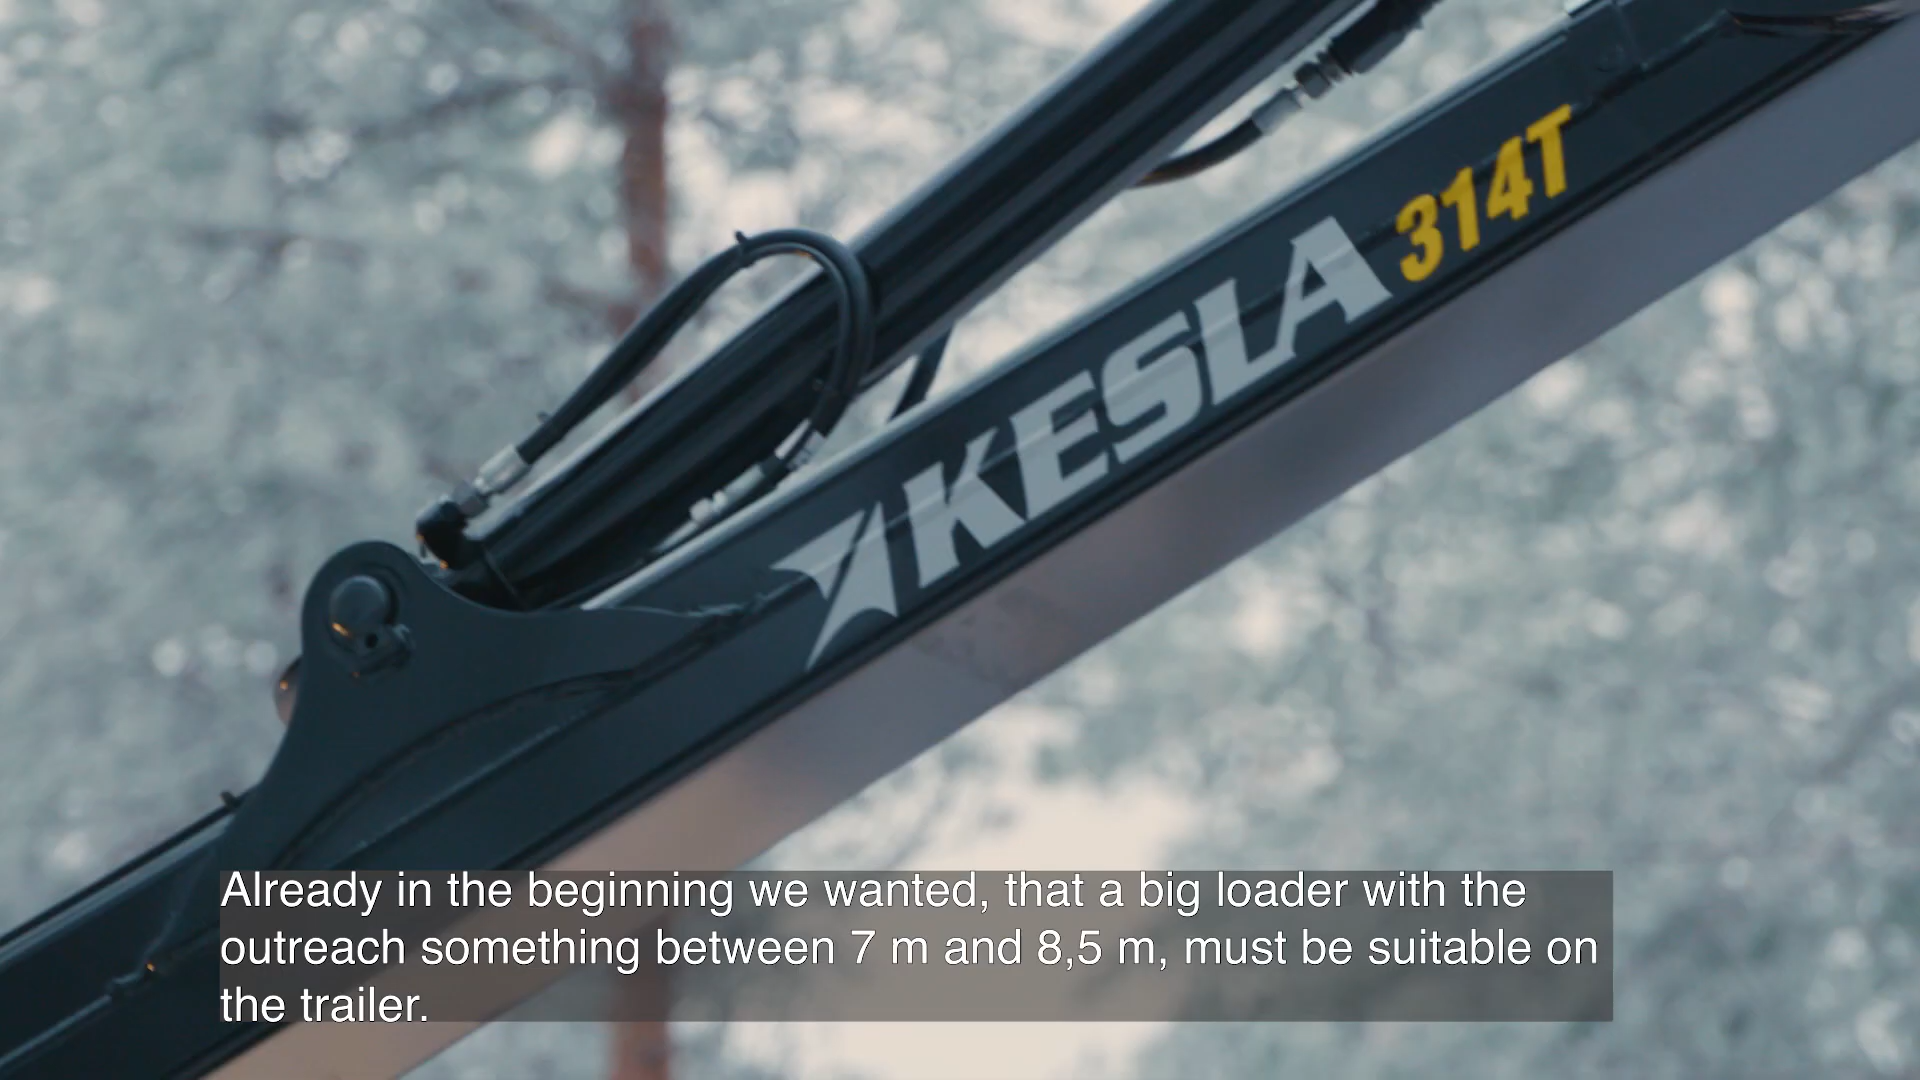 KESLA 314T
Already in the beginning we wanted, that a big loader with the
outreach something between 7 m and 8,5 m, must be suitable on
the trailer.